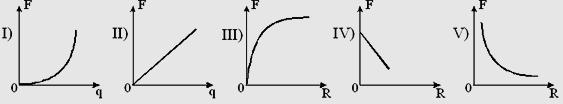 I) F 0 q
II) F 0 q
III) F 0 R
IV) F 0 R
V) F 0 R